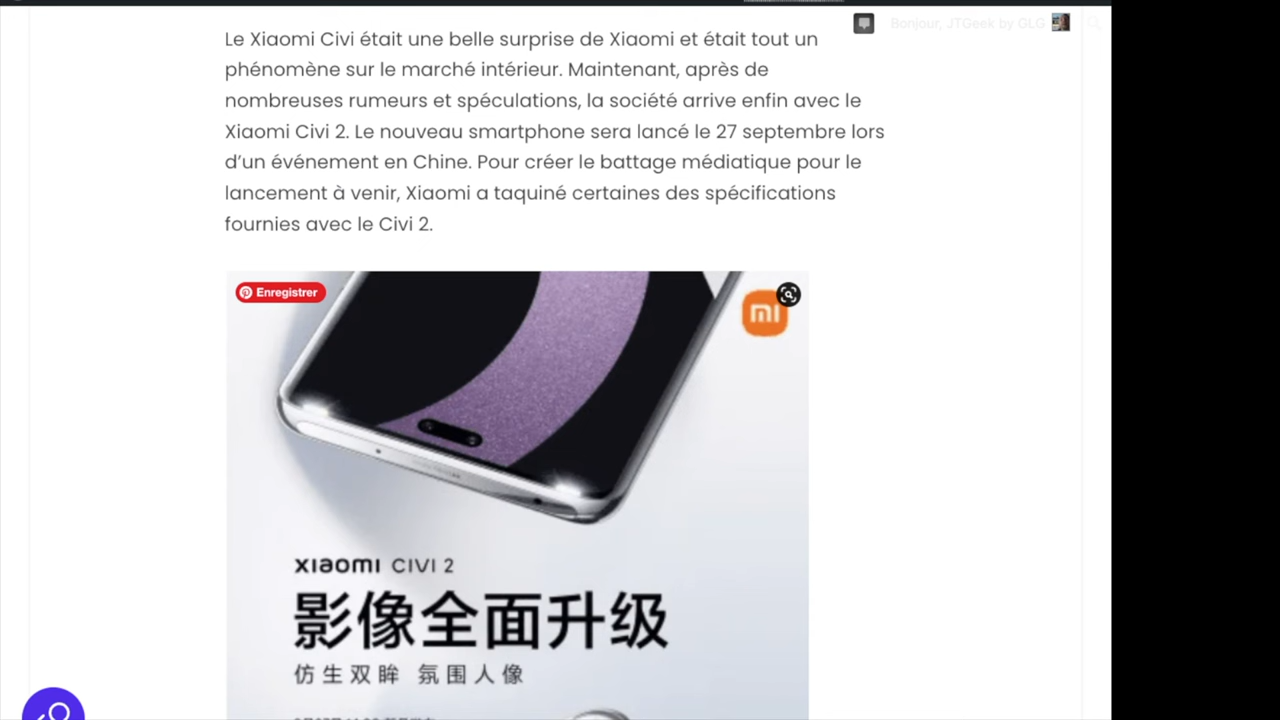 Bonjour, JTGeek by GLG
Le Xiaomi Civi était une belle surprise de Xiaomi et était tout un
phénomène sur le marché intérieur. Maintenant, après de
nombreuses rumeurs et spéculations, la société arrive enfin avec le
Xiaomi Civi 2. Le nouveau smartphone sera lancé le 27 septembre lors
d’un événement en Chine. Pour créer le battage médiatique pour le
lancement à venir, Xiaomi a taquiné certaines des spécifications
fournies avec le Civi 2.
Enregistrer
mi
xiaomi CIVI 2
影像全面升级
仿生双眸 氛围人像